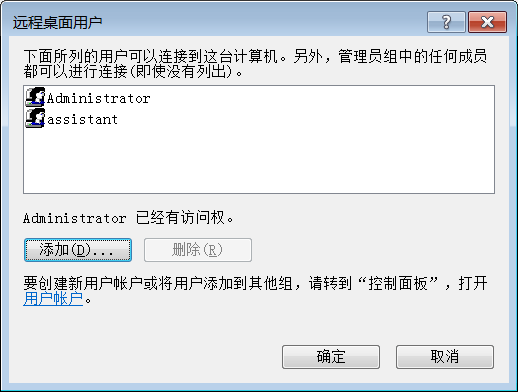 远程桌面用户
下面所列的用户可以连接到这台计算机。另外，管理员组中的任何成员
都可以进行连接(即使没有列出)。
Administrator
assistant
Administrator 已经有访问权。
添加(D)... 删除(R)
要创建新用户帐户或将用户添加到其他组，请转到“控制面板”，打开
用户帐户。
确定 取消